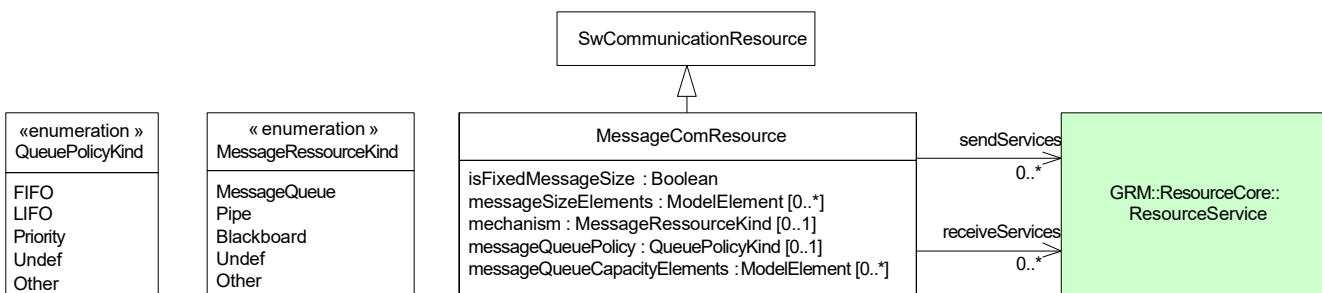 SwCommunicationResource
«enumeration »
QueuePolicyKind
FIFO
LIFO
Priority
Undef
Other
« enumeration »
MessageRessourceKind
MessageQueue
Pipe
Blackboard
Undef
Other
MessageComResource
isFixedMessageSize : Boolean
messageSizeElements : ModelElement [0..*]
mechanism : MessageRessourceKind [0..1]
messageQueuePolicy : QueuePolicyKind [0..1]
messageQueueCapacityElements : ModelElement [0..*]
sendServices
0..*
receiveServices
0..*
GRM::ResourceCore::
ResourceService